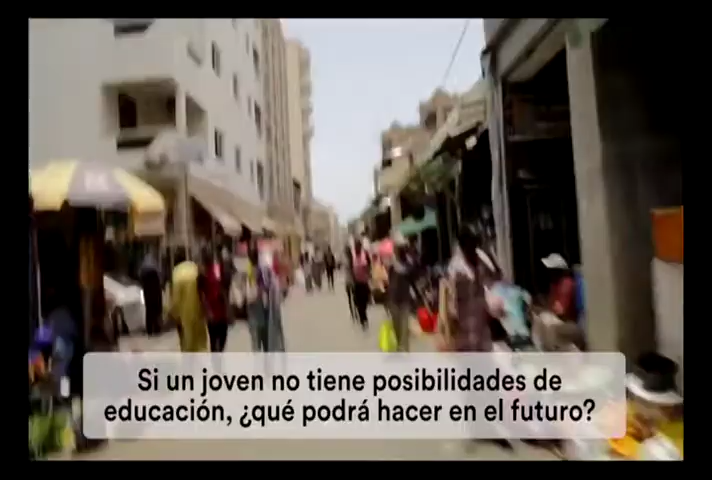 Si un joven no tiene posibilidades de
educación, ¿qué podrá hacer en el futuro?